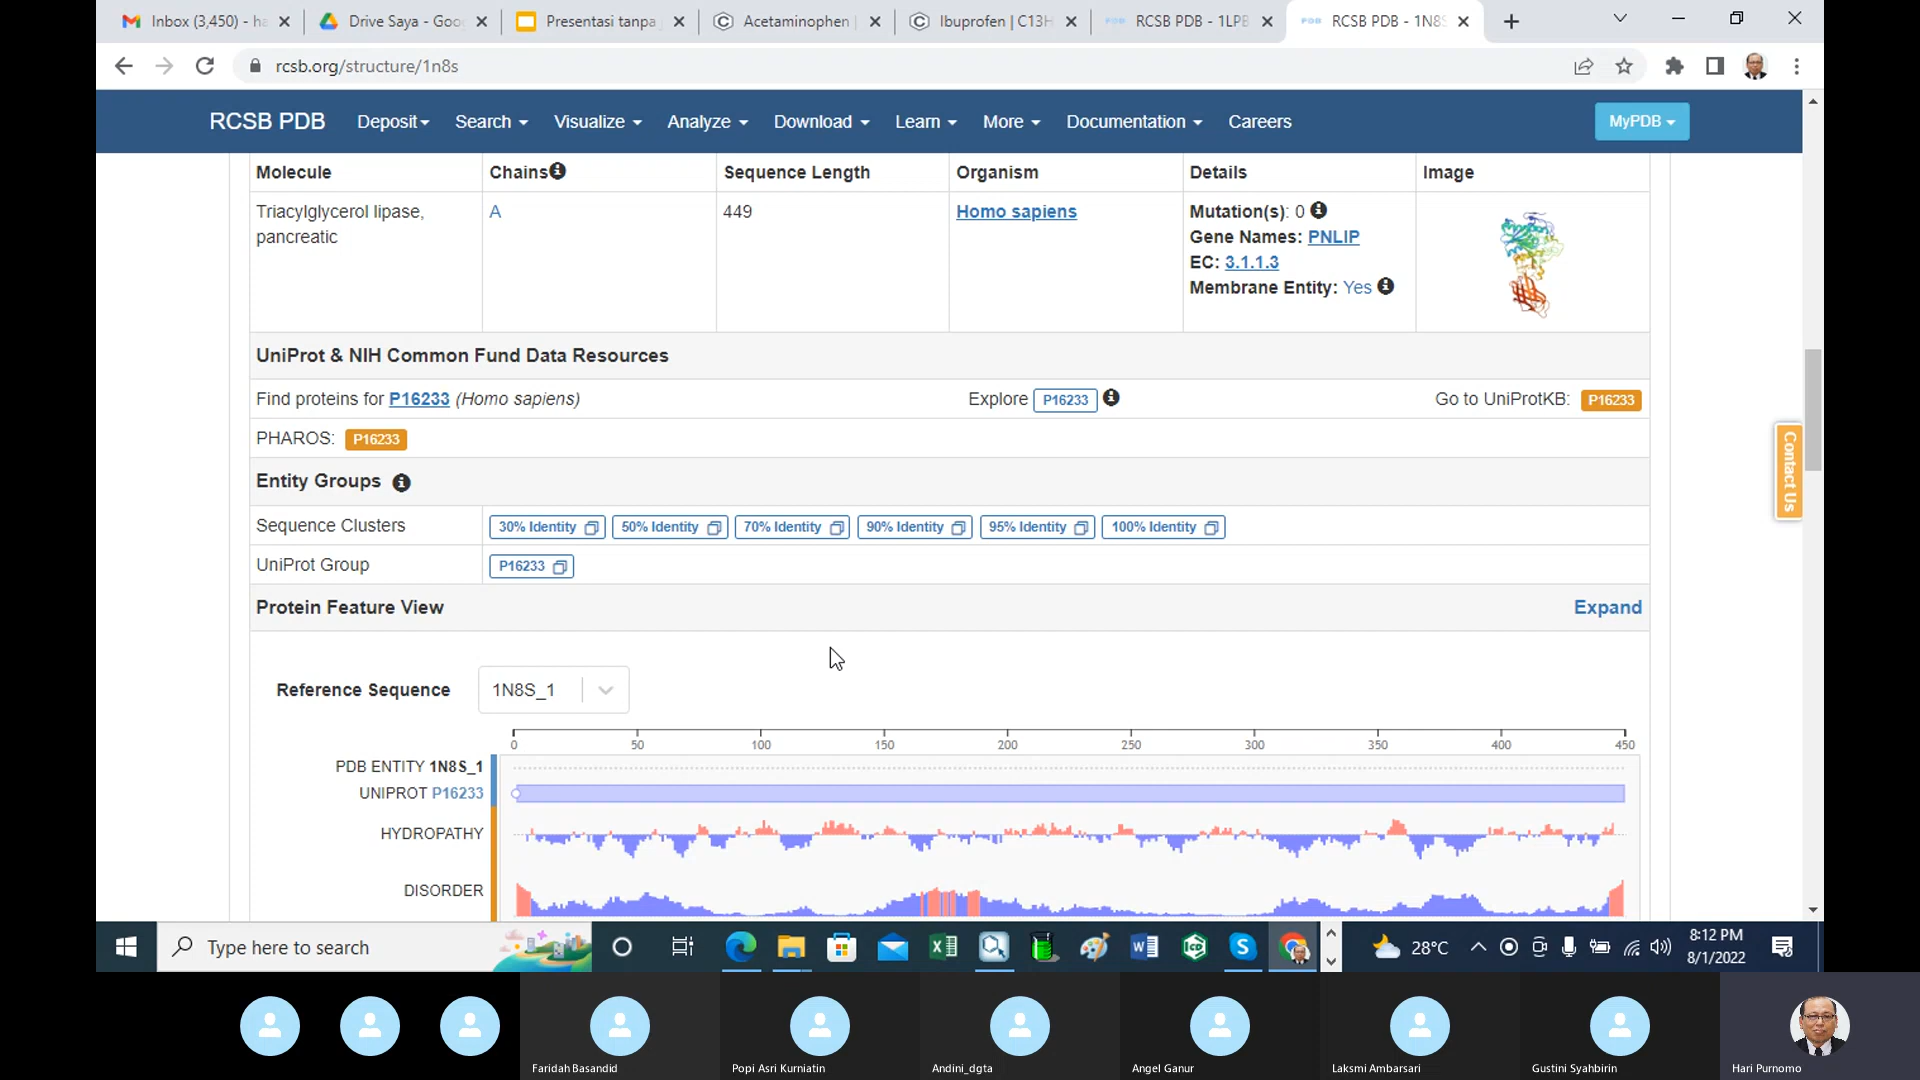 Inbox (3,450) - ha
Drive Saya - Goo
Presentasi tanpa
Acetaminophen |
Ibuprofen | C13H
RCSB PDB - 1LPB
RCSB PDB - 1N8S
rcsb.org/structure/1n8s
RCSB PDB Deposit Search Visualize Analyze Download Learn More Documentation Careers MyPDB
Molecule Chains Sequence Length Organism Details Image
Triacylglycerol lipase, A 449 Homo sapiens Mutation(s): 0
pancreatic Gene Names: PNLIP
EC: 3.1.1.3
Membrane Entity: Yes
UniProt & NIH Common Fund Data Resources
Find proteins for P16233 (Homo sapiens) Explore P16233 Go to UniProtKB: P16233
PHAROS: P16233
Contact Us
Entity Groups
Sequence Clusters 30% Identity 50% Identity 70% Identity 90% Identity 95% Identity 100% Identity
UniProt Group P16233
Protein Feature View Expand
Reference Sequence 1N8S_1
0 50 100 150 200 250 300 350 400 450
PDB ENTITY 1N8S_1
UNIPROT P16233
HYDROPATHY
DISORDER
Type here to search
28°C
8:12 PM
8/1/2022
Faridah Basandid Popi Asri Kurniatin Andini_dgta Angel Ganur Laksmi Ambarsari Gustini Syahbirin Hari Purnomo